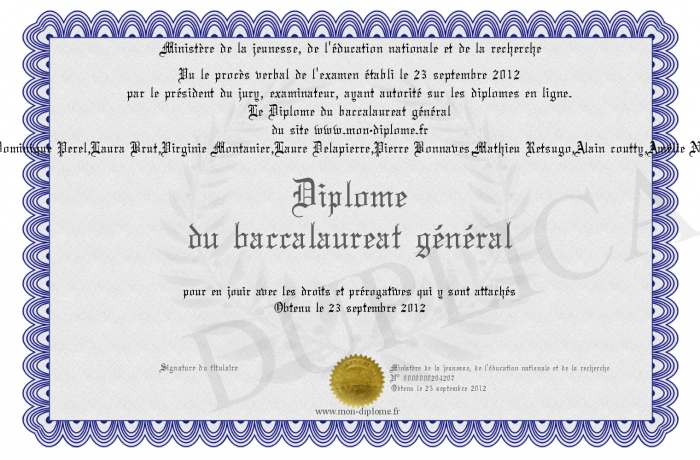 Ministère de la jeunesse, de l'éducation nationale et de la recherche
Vu le procès verbal de l'examen établi le 23 septembre 2012
par le président du jury, examinateur, ayant autorité sur les diplomes en ligne.
Le Diplome du baccalaureat général
du site www.mon-diplome.fr
Dominique Perel,Laura Brut,Virginie Montanier,Laure Delapierre,Pierre Bonnaves,Mathieu Retsugo,Alain coutty,Amélie N
Diplome
du baccalaureat général
pour en jouir avec les droits et prérogatives qui y sont attachés
Obtenu le 23 septembre 2012
DUPLICA
Signature du titulaire
Ministère de la jeunesse, de l'éducation nationale et de la recherche
N° 0000000204207
Obtenu le 23 septembre 2012
www.mon-diplome.fr